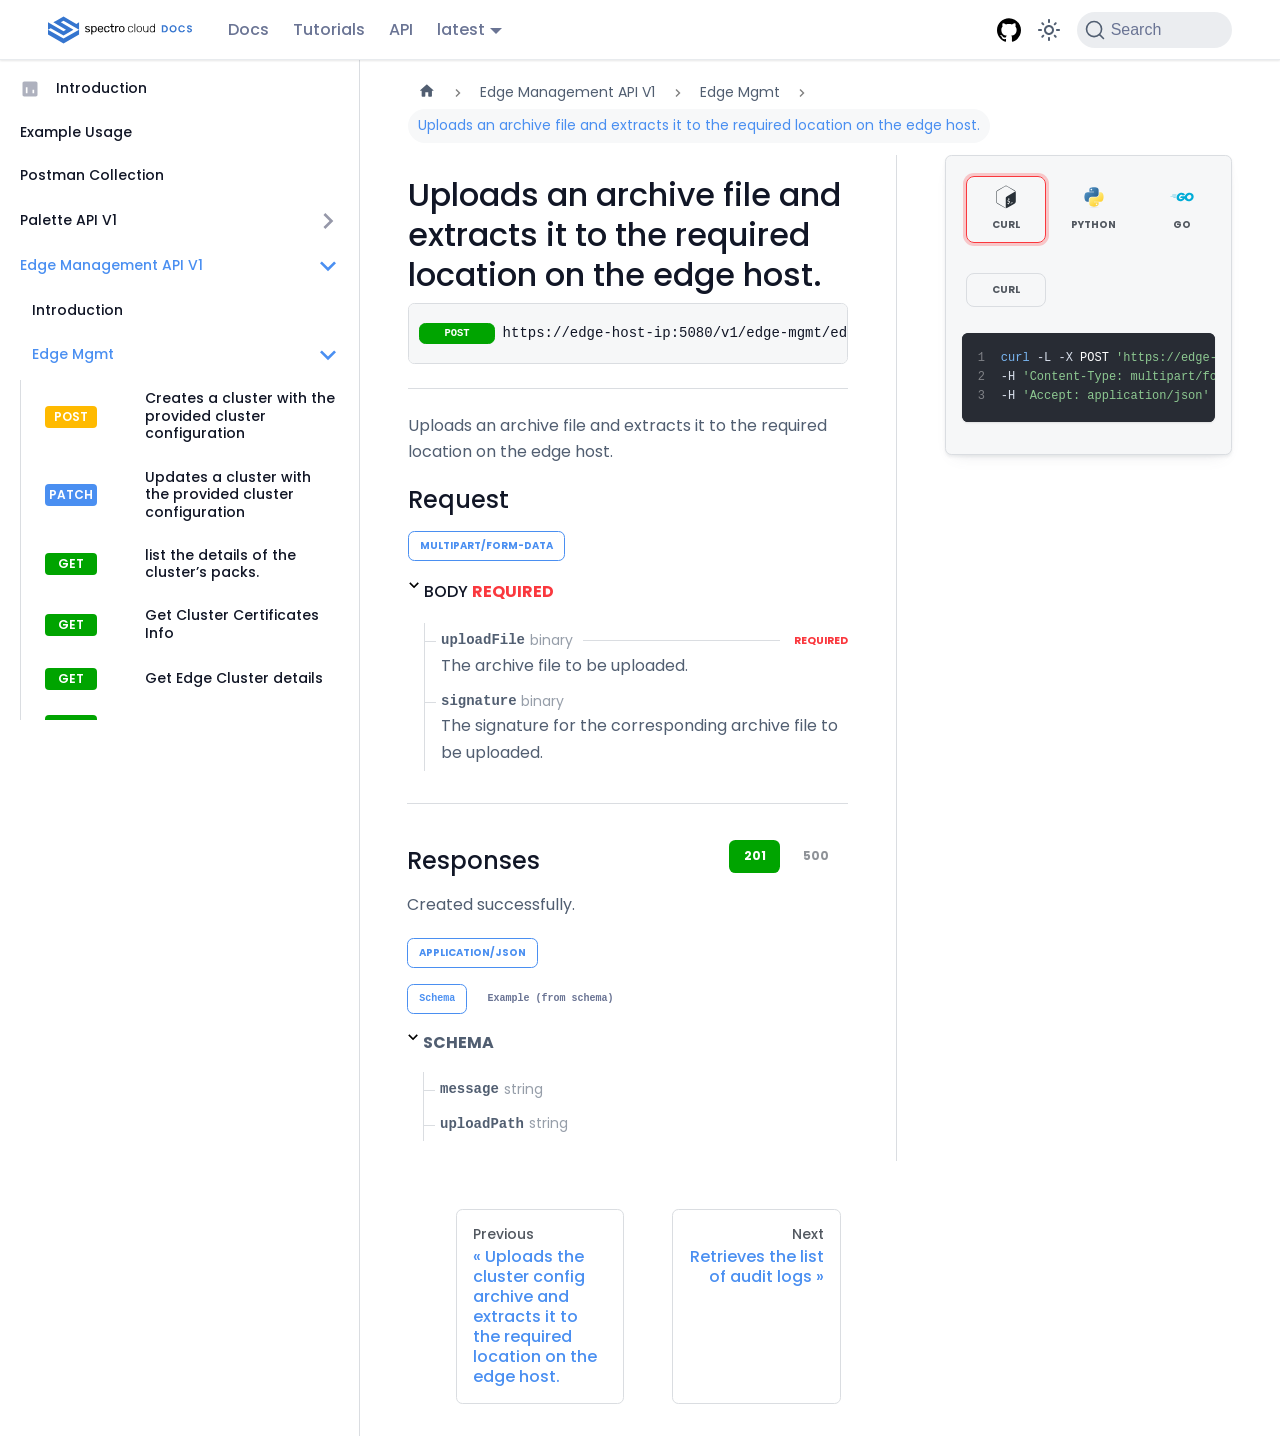 spectro cloud DOCS
Docs
Tutorials
API
latest
Search
Introduction
Example Usage
Postman Collection
Palette API V1
Edge Management API V1
Introduction
Edge Mgmt
POST
Creates a cluster with the
provided cluster
configuration
PATCH
Updates a cluster with
the provided cluster
configuration
GET
list the details of the
cluster’s packs.
GET
Get Cluster Certificates
Info
GET
Get Edge Cluster details
Edge Management API V1
Edge Mgmt
Uploads an archive file and extracts it to the required location on the edge host.
Uploads an archive file and
extracts it to the required
location on the edge host.
POST
https://edge-host-ip:5080/v1/edge-mgmt/ed
Uploads an archive file and extracts it to the required
location on the edge host.
Request
MULTIPART/FORM-DATA
BODY REQUIRED
uploadFile binary
REQUIRED
The archive file to be uploaded.
signature binary
The signature for the corresponding archive file to
be uploaded.
Responses
201
500
Created successfully.
APPLICATION/JSON
Schema
Example (from schema)
SCHEMA
message string
uploadPath string
CURL
PYTHON
GO
GO
CURL
1 curl -L -X POST 'https://edge-
2 -H 'Content-Type: multipart/fo
3 -H 'Accept: application/json'
Previous
« Uploads the
cluster config
archive and
extracts it to
the required
location on the
edge host.
Next
Retrieves the list
of audit logs »